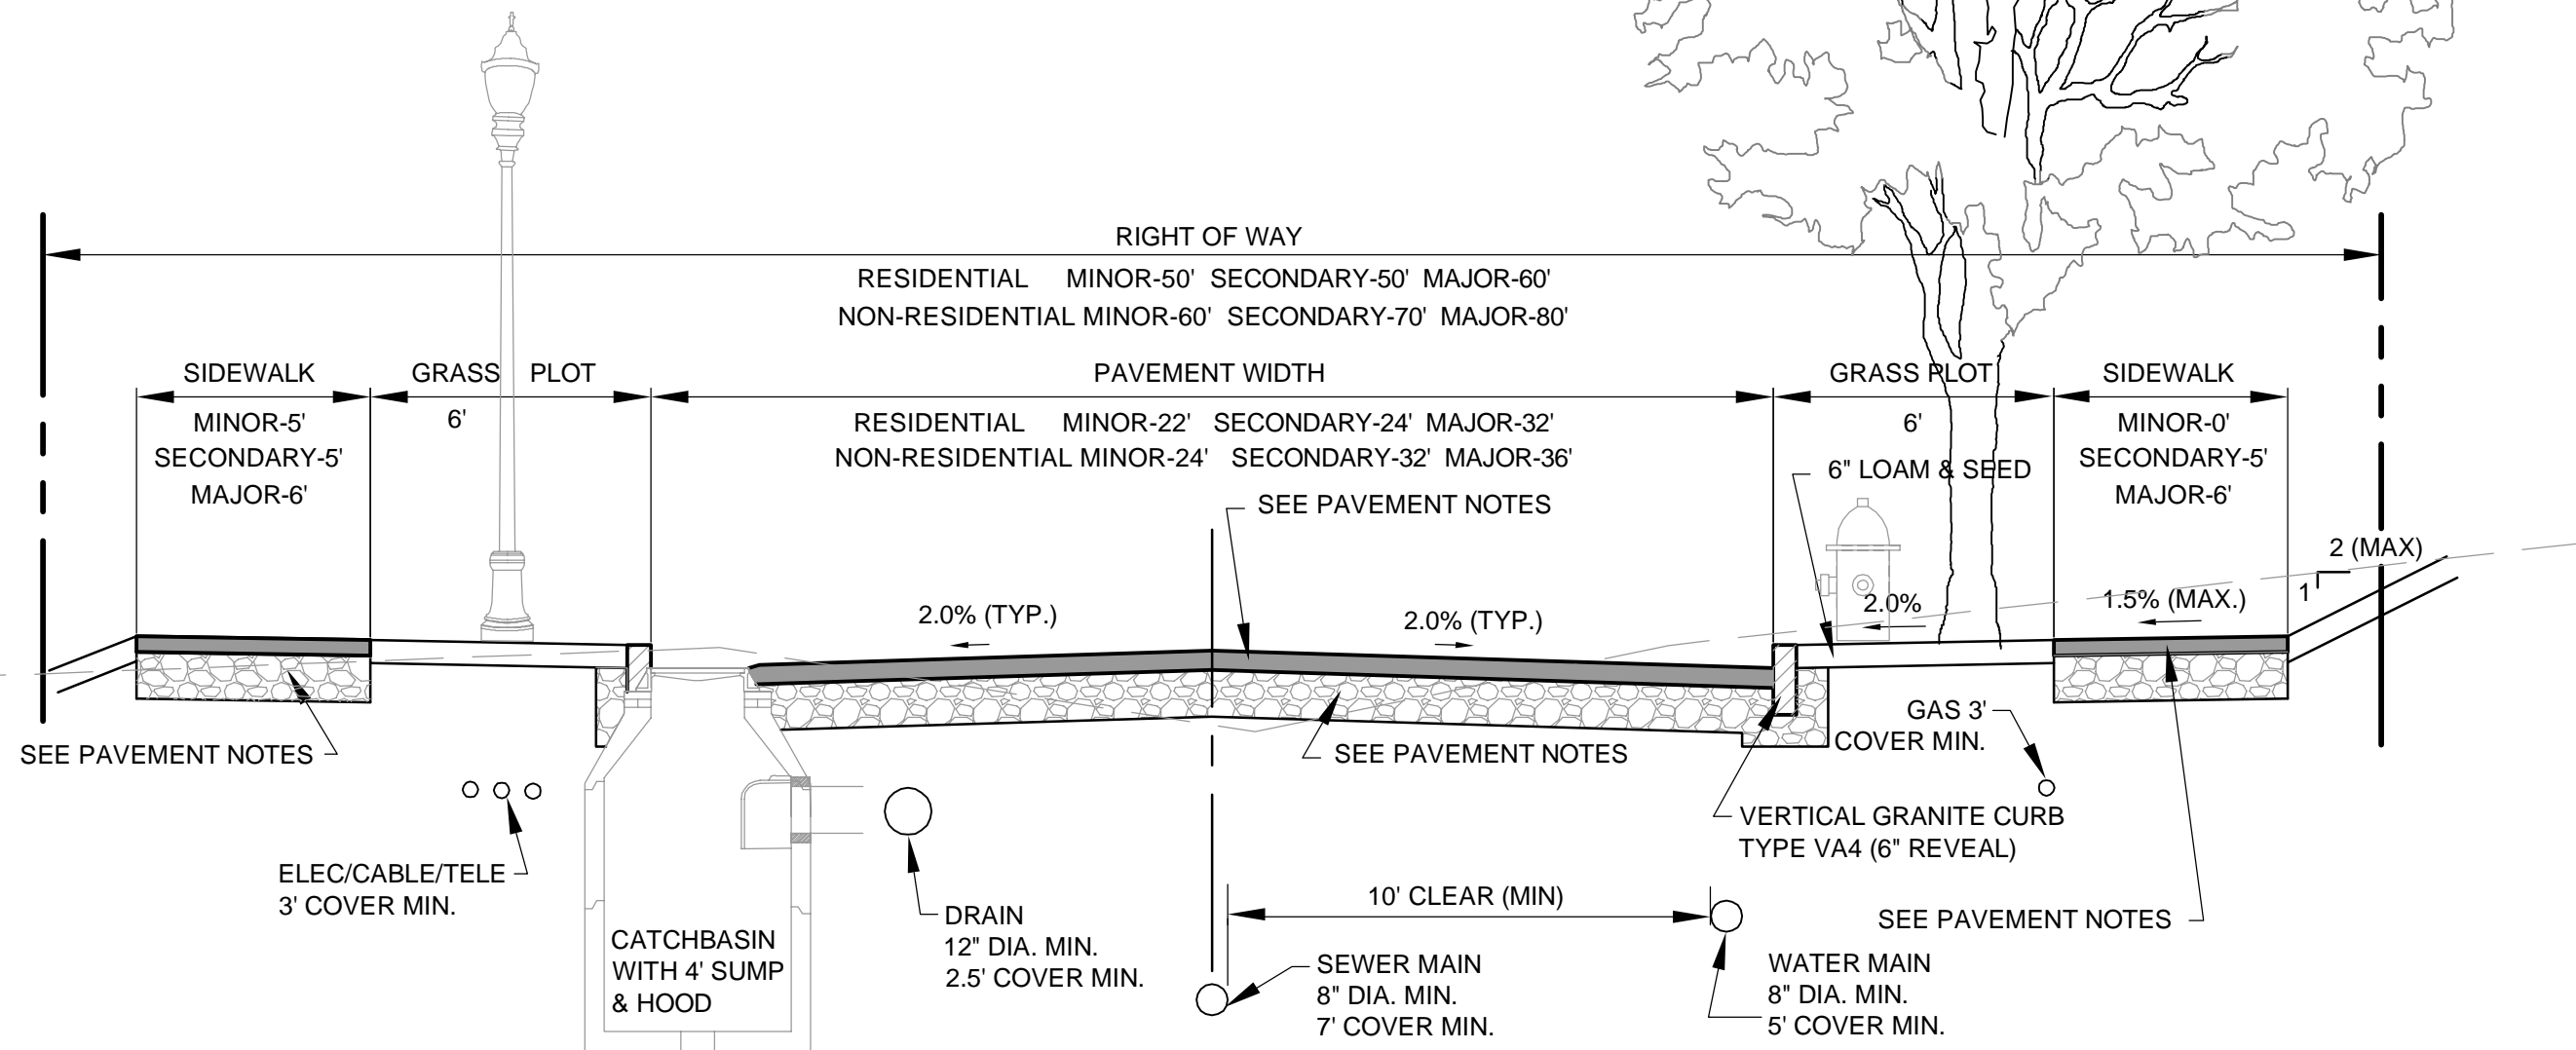 RIGHT OF WAY
RESIDENTIAL MINOR-50' SECONDARY-50' MAJOR-60'
NON-RESIDENTIAL MINOR-60' SECONDARY-70' MAJOR-80'
SIDEWALK
MINOR-5'
SECONDARY-5'
MAJOR-6'
GRASS PLOT
6'
PAVEMENT WIDTH
RESIDENTIAL MINOR-22' SECONDARY-24' MAJOR-32'
NON-RESIDENTIAL MINOR-24' SECONDARY-32' MAJOR-36'
SEE PAVEMENT NOTES
GRASS PLOT
6'
6" LOAM & SEED
SIDEWALK
MINOR-0'
SECONDARY-5'
MAJOR-6'
2 (MAX)
1
2.0% (TYP.)
2.0% (TYP.)
2.0%
1.5% (MAX.)
SEE PAVEMENT NOTES
SEE PAVEMENT NOTES
GAS 3'
COVER MIN.
VERTICAL GRANITE CURB
TYPE VA4 (6" REVEAL)
ELEC/CABLE/TELE
3' COVER MIN.
10' CLEAR (MIN)
SEE PAVEMENT NOTES
CATCHBASIN
WITH 4' SUMP
& HOOD
DRAIN
12" DIA. MIN.
2.5' COVER MIN.
SEWER MAIN
8" DIA. MIN.
7' COVER MIN.
WATER MAIN
8" DIA. MIN.
5' COVER MIN.